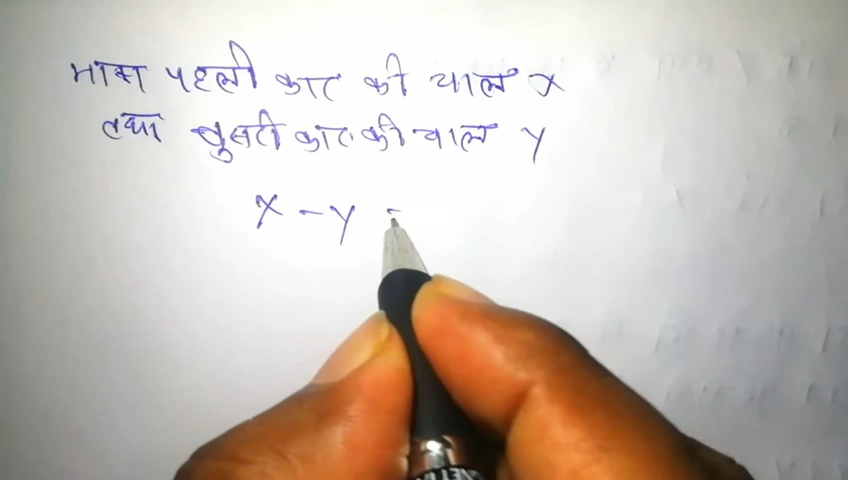 माना पहली कार की चाल x
तथा दुसरी कार की चाल y
x - y =